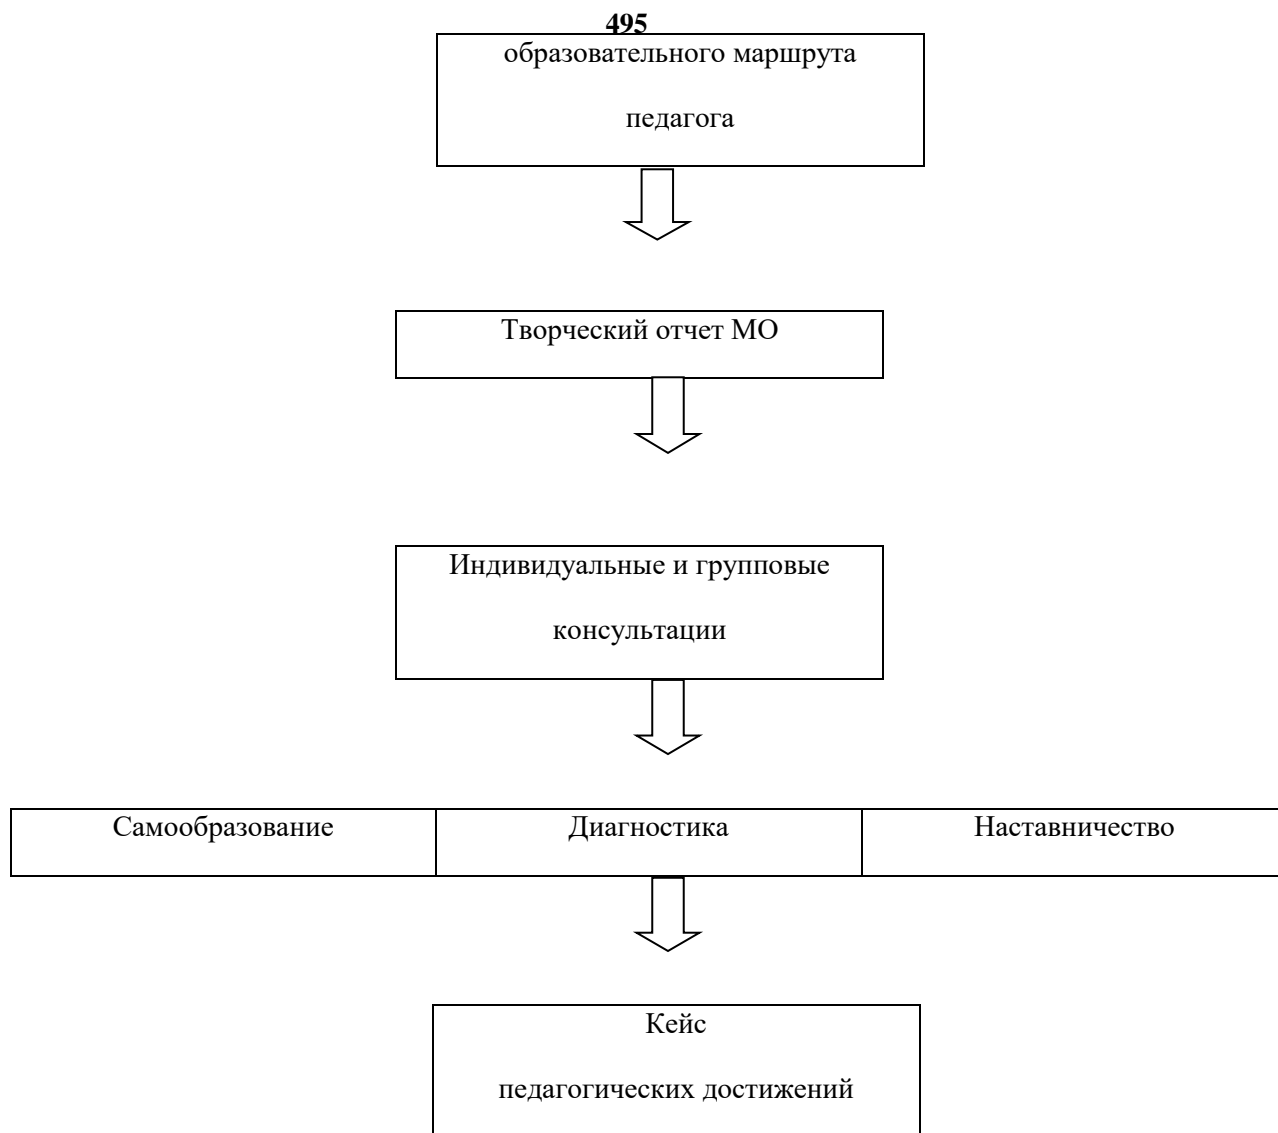 495
образовательного маршрута
педагога
Творческий отчет МО
Индивидуальные и групповые
консультации
Самообразование Диагностика Наставничество
Кейс
педагогических достижений